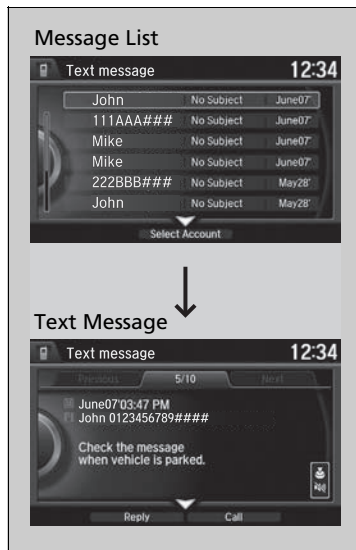 Message List
Text message 12:34
John No Subject June07'
111AAA### No Subject June07'
Mike No Subject June07'
Mike No Subject June07'
222BBB### No Subject May28'
John No Subject May28'
Select Account
Text Message
Text message 12:34
Previous 5/10 Next
June07'03:47 PM
John 0123456789####
Check the message
when vehicle is parked.
Reply Call